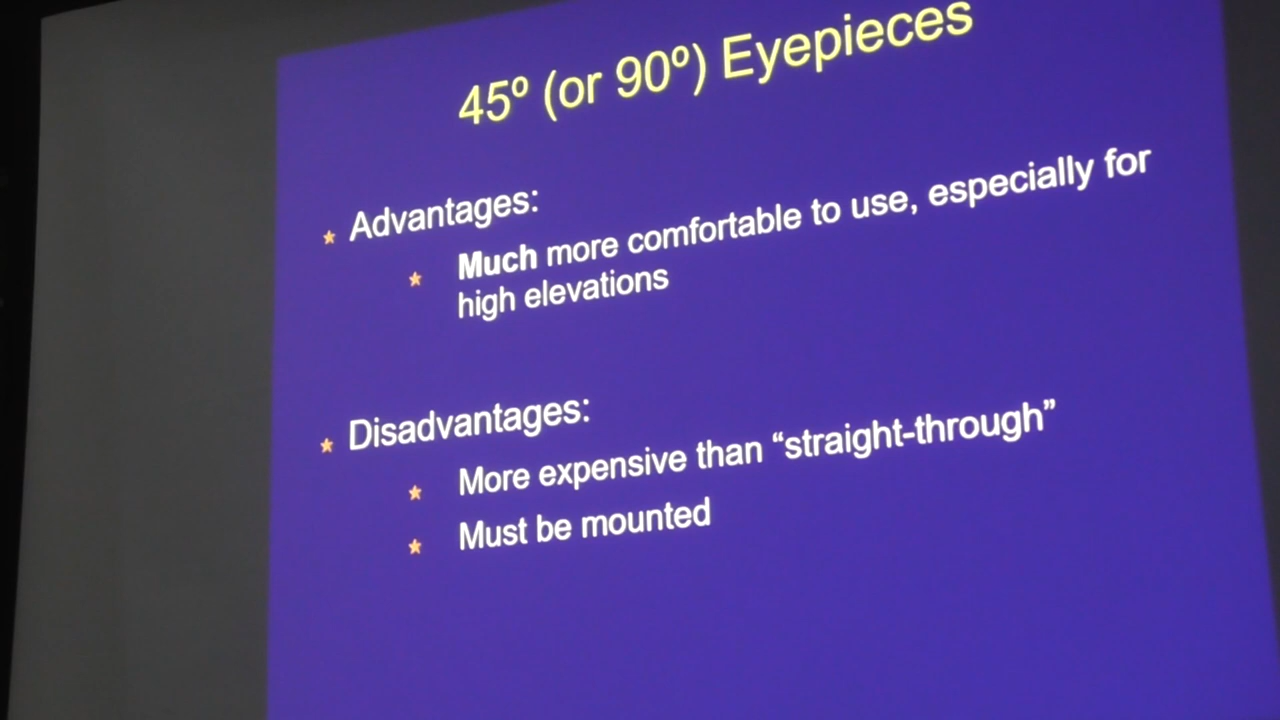 45º (or 90º) Eyepieces
Advantages:
Much more comfortable to use, especially for
high elevations
Disadvantages:
More expensive than “straight-through”
Must be mounted